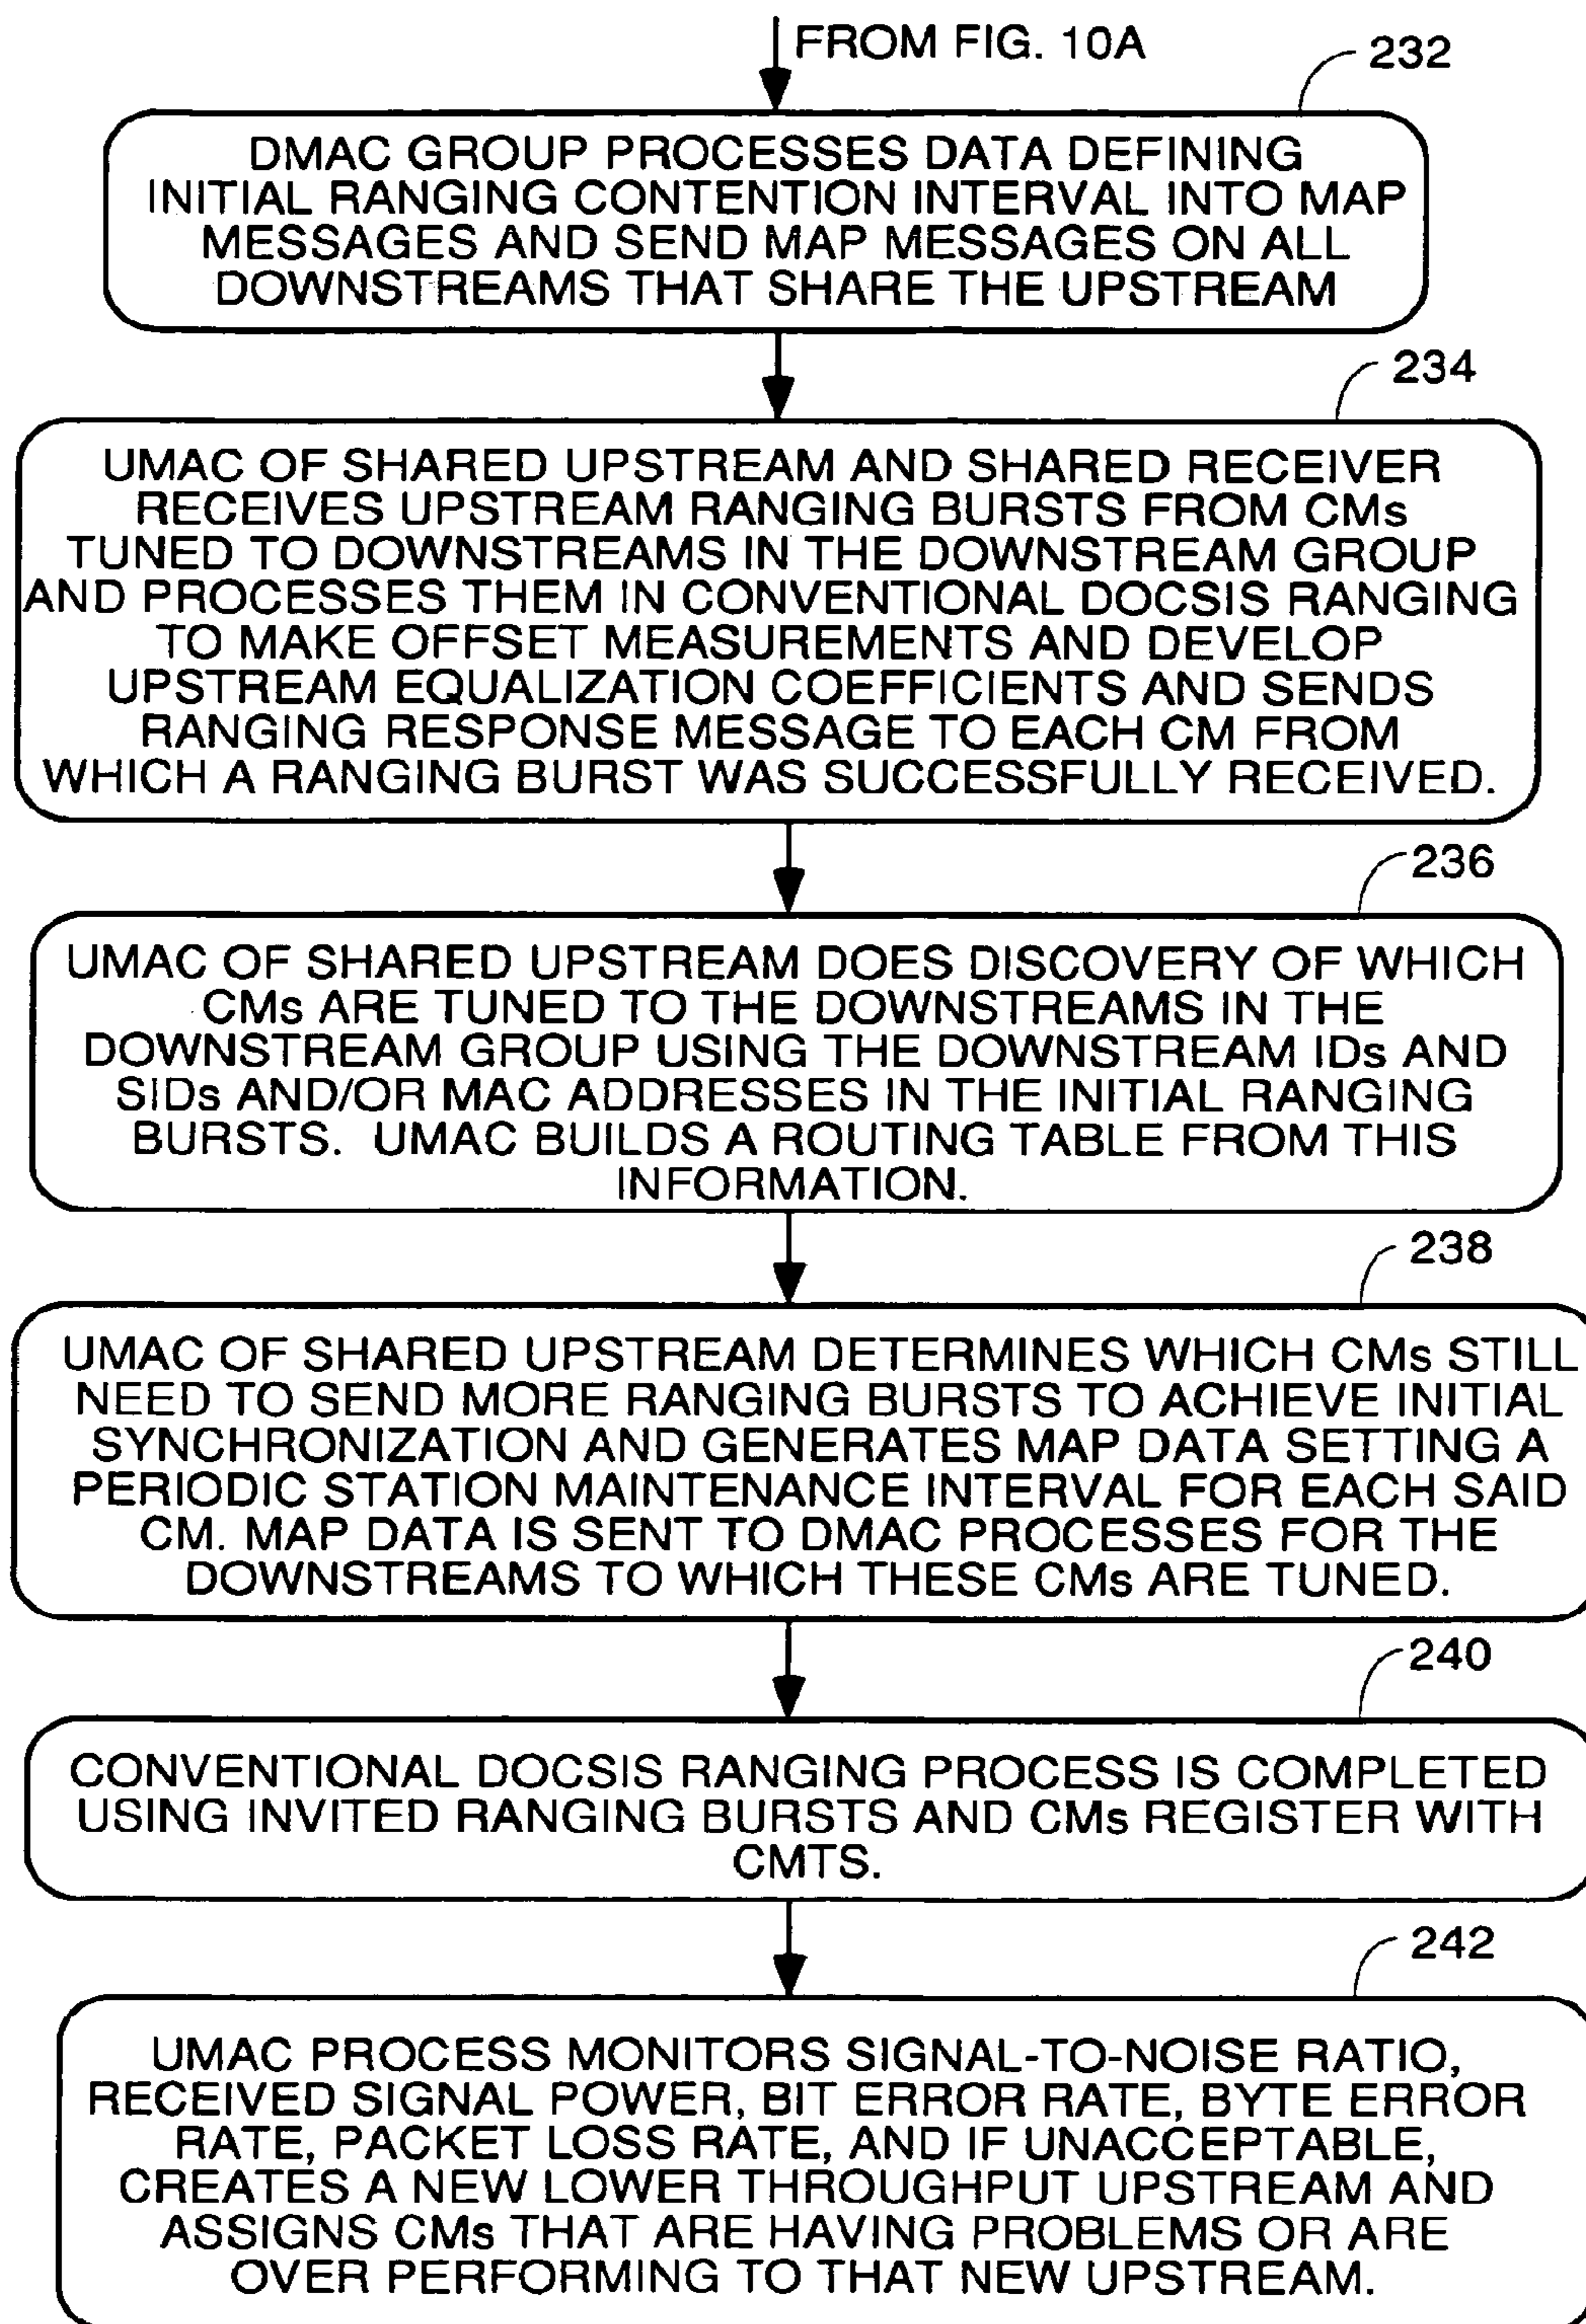 FROM FIG. 10A
232
DMAC GROUP PROCESSES DATA DEFINING
INITIAL RANGING CONTENTION INTERVAL INTO MAP
MESSAGES AND SEND MAP MESSAGES ON ALL
DOWNSTREAMS THAT SHARE THE UPSTREAM
234
UMAC OF SHARED UPSTREAM AND SHARED RECEIVER
RECEIVES UPSTREAM RANGING BURSTS FROM CMs
TUNED TO DOWNSTREAMS IN THE DOWNSTREAM GROUP
AND PROCESSES THEM IN CONVENTIONAL DOCSIS RANGING
TO MAKE OFFSET MEASUREMENTS AND DEVELOP
UPSTREAM EQUALIZATION COEFFICIENTS AND SENDS
RANGING RESPONSE MESSAGE TO EACH CM FROM
WHICH A RANGING BURST WAS SUCCESSFULLY RECEIVED.
236
UMAC OF SHARED UPSTREAM DOES DISCOVERY OF WHICH
CMs ARE TUNED TO THE DOWNSTREAMS IN THE
DOWNSTREAM GROUP USING THE DOWNSTREAM IDs AND
SIDs AND/OR MAC ADDRESSES IN THE INITIAL RANGING
BURSTS. UMAC BUILDS A ROUTING TABLE FROM THIS
INFORMATION.
238
UMAC OF SHARED UPSTREAM DETERMINES WHICH CMs STILL
NEED TO SEND MORE RANGING BURSTS TO ACHIEVE INITIAL
SYNCHRONIZATION AND GENERATES MAP DATA SETTING A
PERIODIC STATION MAINTENANCE INTERVAL FOR EACH SAID
CM. MAP DATA IS SENT TO DMAC PROCESSES FOR THE
DOWNSTREAMS TO WHICH THESE CMs ARE TUNED.
240
CONVENTIONAL DOCSIS RANGING PROCESS IS COMPLETED
USING INVITED RANGING BURSTS AND CMs REGISTER WITH
CMTS.
242
UMAC PROCESS MONITORS SIGNAL-TO-NOISE RATIO,
RECEIVED SIGNAL POWER, BIT ERROR RATE, BYTE ERROR
RATE, PACKET LOSS RATE, AND IF UNACCEPTABLE,
CREATES A NEW LOWER THROUGHPUT UPSTREAM AND
ASSIGNS CMs THAT ARE HAVING PROBLEMS OR ARE
OVER PERFORMING TO THAT NEW UPSTREAM.